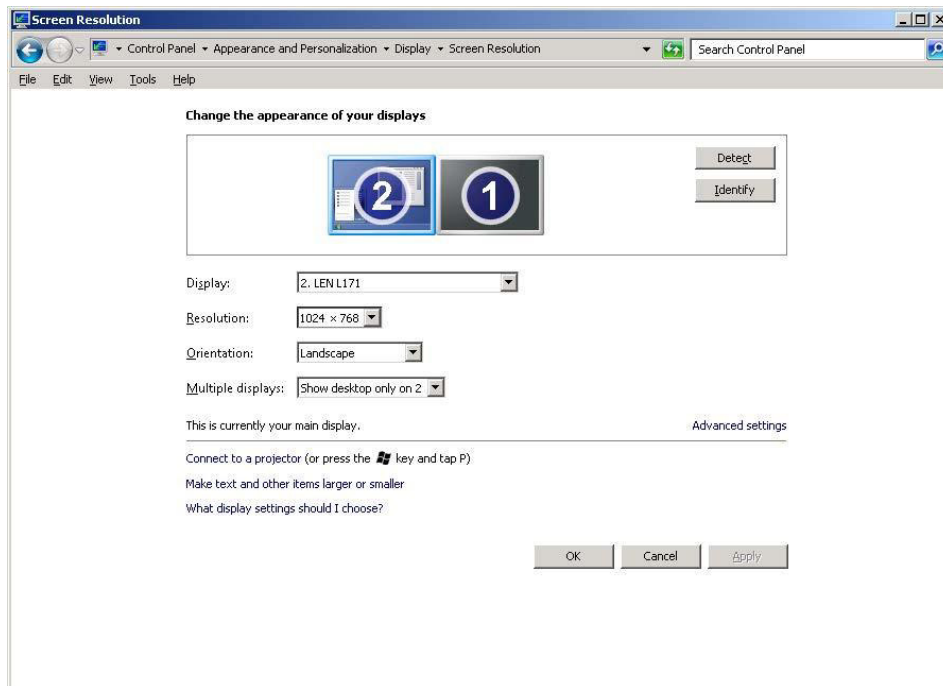 Screen Resolution
Control Panel Appearance and Personalization Display Screen Resolution Search Control Panel
File Edit View Tools Help
Change the appearance of your displays
2 1
Detect
Identify
Display: 2. LEN L171
Resolution: 1024 × 768
Orientation: Landscape
Multiple displays: Show desktop only on 2
This is currently your main display. Advanced settings
Connect to a projector (or press the key and tap P)
Make text and other items larger or smaller
What display settings should I choose?
OK Cancel Apply